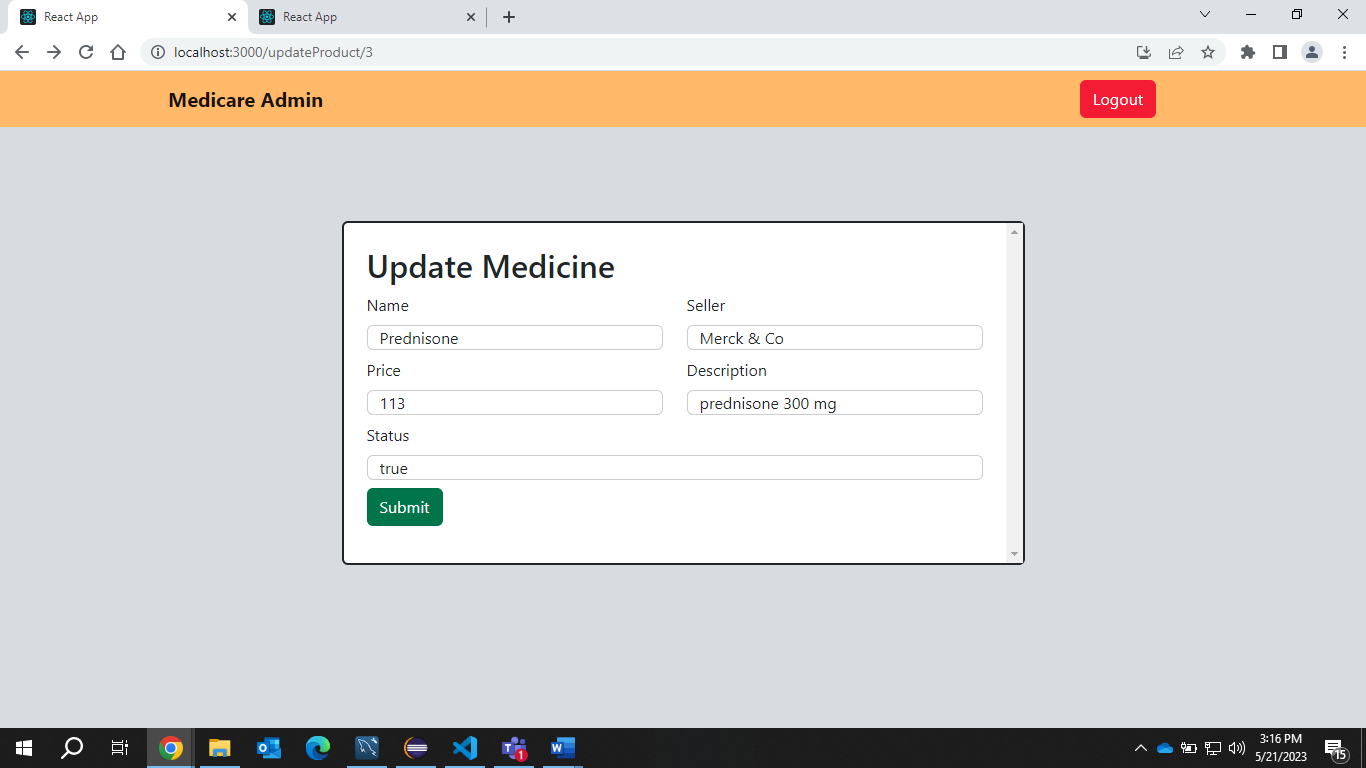 React App
React App
localhost:3000/updateProduct/3
Medicare Admin
Logout
Update Medicine
Name
Seller
Prednisone
Merck & Co
Price
Description
113
prednisone 300 mg
Status
true
Submit
1
W
3:16 PM
5/21/2023
15